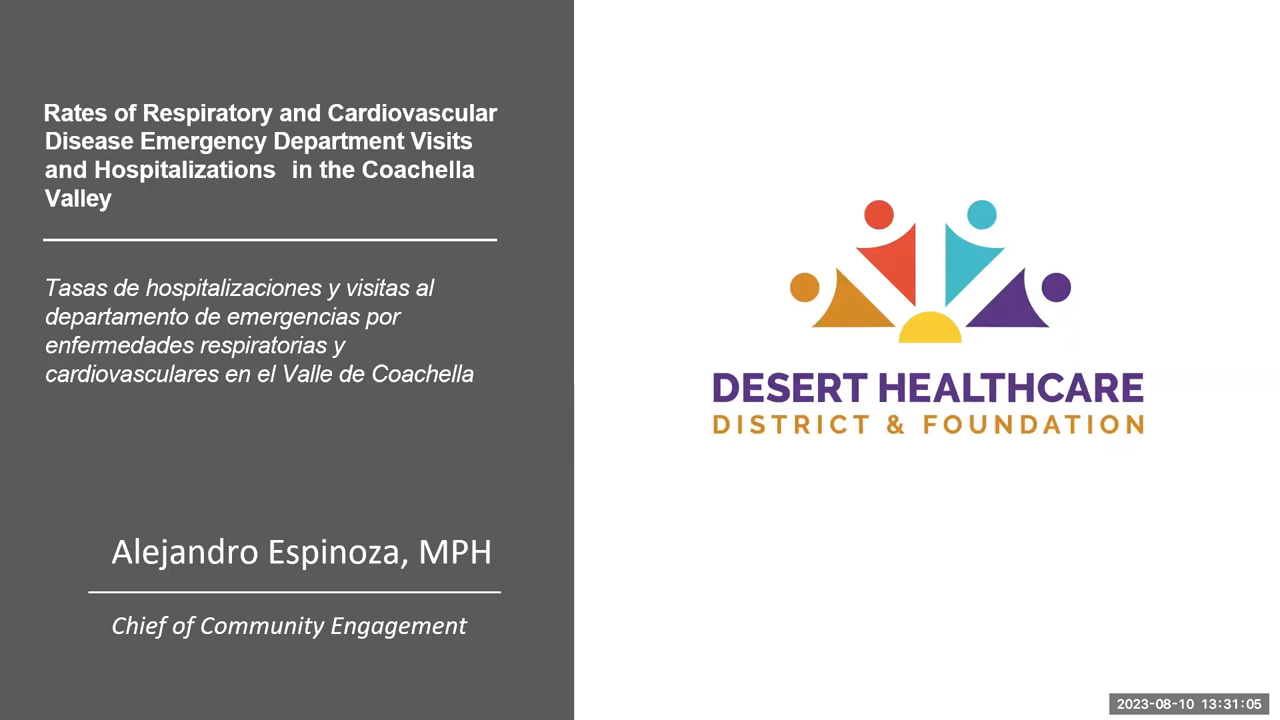 Rates of Respiratory and Cardiovascular
Disease Emergency Department Visits
and Hospitalizations in the Coachella
Valley
Tasas de hospitalizaciones y visitas al
departamento de emergencias por
enfermedades respiratorias y
cardiovasculares en el Valle de Coachella
Alejandro Espinoza, MPH
Chief of Community Engagement
DESERT HEALTHCARE
DISTRICT & FOUNDATION
2023-08-10 13:31:05